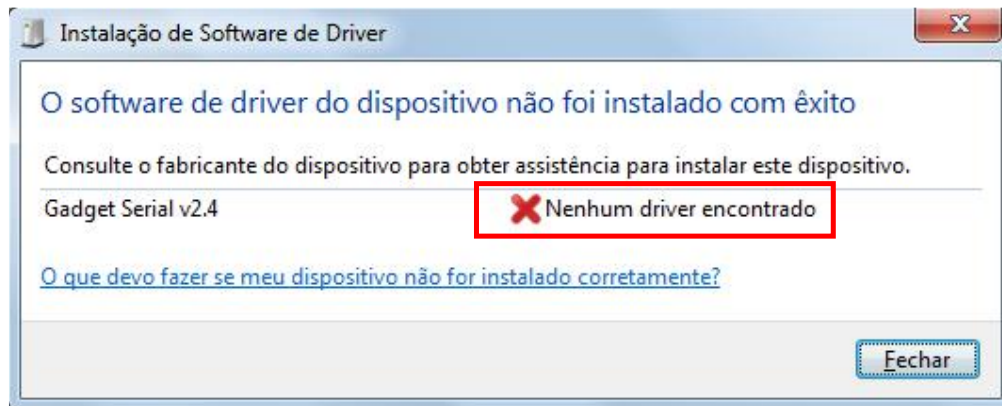 Instalação de Software de Driver
O software de driver do dispositivo não foi instalado com êxito
Consulte o fabricante do dispositivo para obter assistência para instalar este dispositivo.
Gadget Serial v2.4 Nenhum driver encontrado
O que devo fazer se meu dispositivo não for instalado corretamente?
Fechar